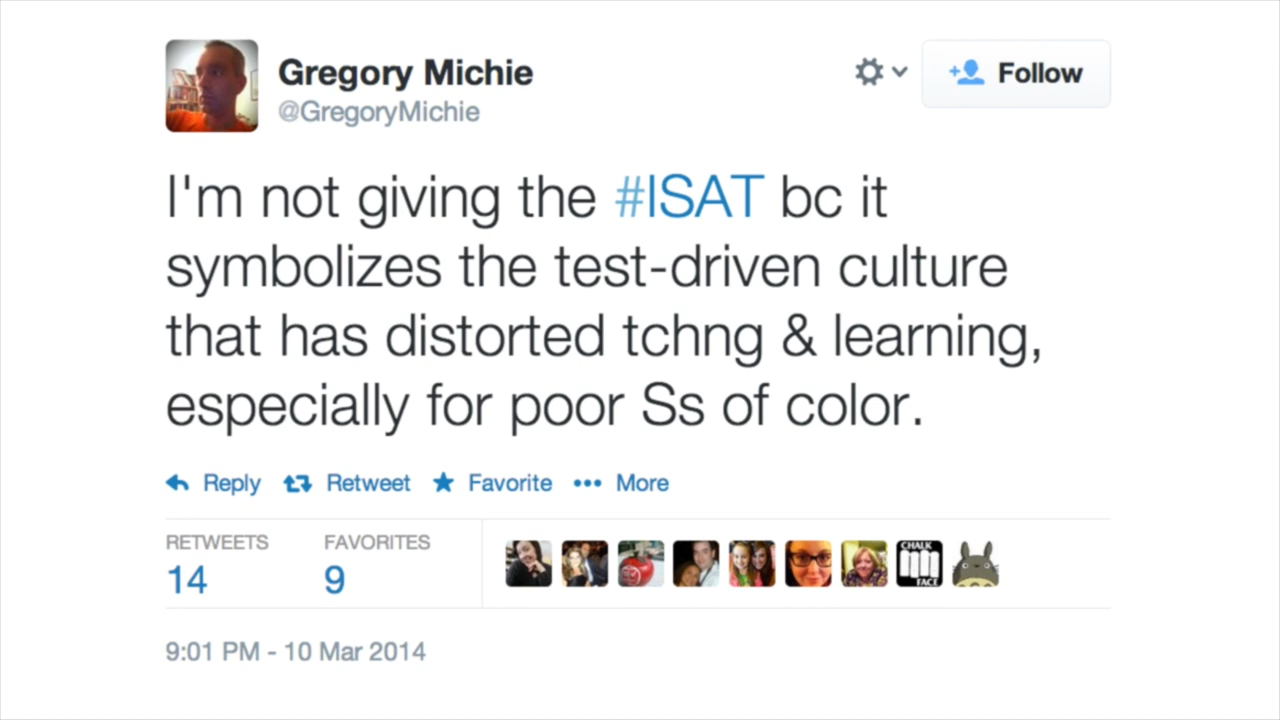 Gregory Michie
@GregoryMichie
Follow
I'm not giving the #ISAT bc it
symbolizes the test-driven culture
that has distorted tchng & learning,
especially for poor Ss of color.
Reply Retweet Favorite More
RETWEETS FAVORITES
14 9
CHALK
FACE
9:01 PM - 10 Mar 2014